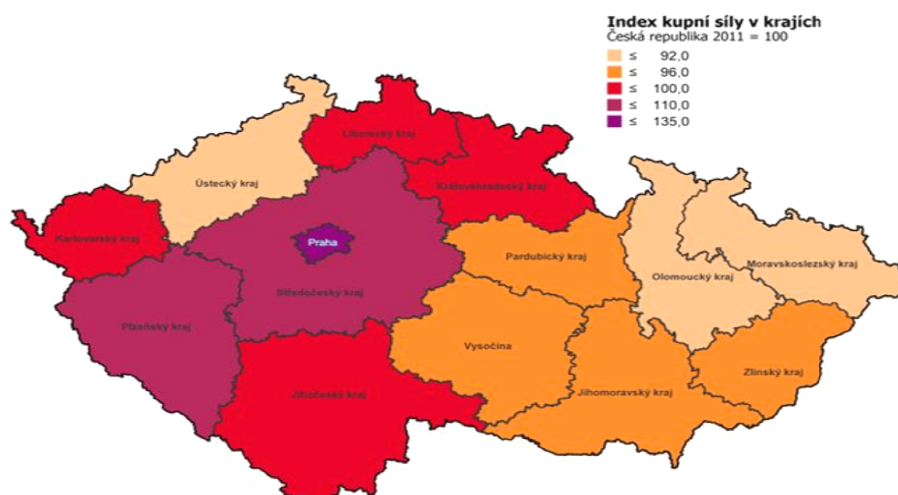 Index kupní síly v krajích
Česká republika 2011 = 100
≤ 92,0
≤ 96,0
≤ 100,0
≤ 110,0
≤ 135,0
Liberecký kraj
Ústecký kraj
Královéhradecký kraj
Karlovarský kraj
Praha
Pardubický kraj
Moravskoslezský kraj
Olomoucký kraj
Středočeský kraj
Plzeňský kraj
Vysočina
Zlínský kraj
Jihočeský kraj
Jihomoravský kraj